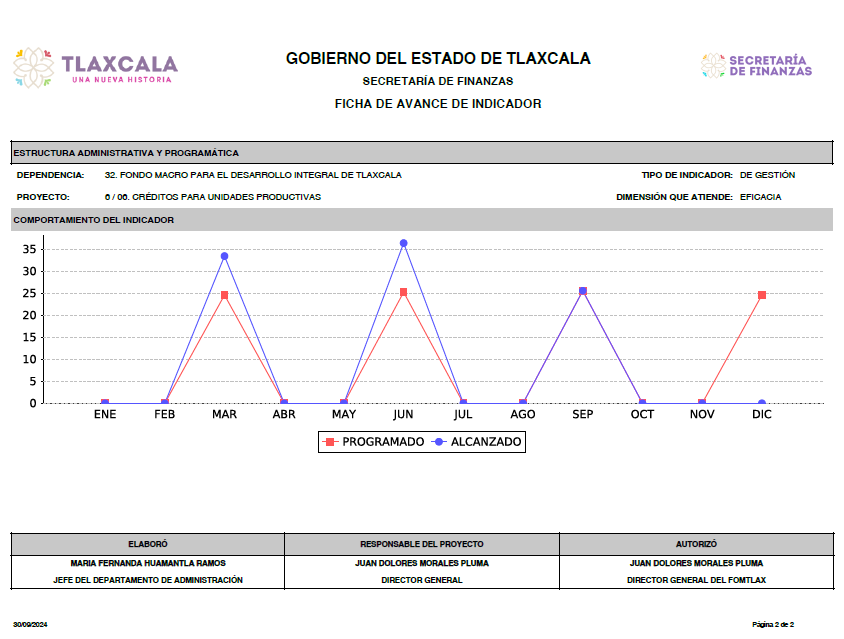 TLAXCALA
UNA NUEVA HISTORIA
GOBIERNO DEL ESTADO DE TLAXCALA
SECRETARÍA DE FINANZAS
FICHA DE AVANCE DE INDICADOR
SECRETARÍA
DE FINANZAS
ESTRUCTURA ADMINISTRATIVA Y PROGRAMÁTICA
DEPENDENCIA: 32. FONDO MACRO PARA EL DESARROLLO INTEGRAL DE TLAXCALA TIPO DE INDICADOR: DE GESTIÓN
PROYECTO: 6 / 06. CRÉDITOS PARA UNIDADES PRODUCTIVAS DIMENSIÓN QUE ATIENDE: EFICACIA
COMPORTAMIENTO DEL INDICADOR
35
30
25
20
15
10
5
0
ENE FEB MAR ABR MAY JUN JUL AGO SEP OCT NOV DIC
PROGRAMADO ALCANZADO
ELABORÓ RESPONSABLE DEL PROYECTO AUTORIZÓ
MARIA FERNANDA HUAMANTLA RAMOS JUAN DOLORES MORALES PLUMA JUAN DOLORES MORALES PLUMA
JEFE DEL DEPARTAMENTO DE ADMINISTRACIÓN DIRECTOR GENERAL DIRECTOR GENERAL DEL FOMTLAX
30/09/2024 Página 2 de 2